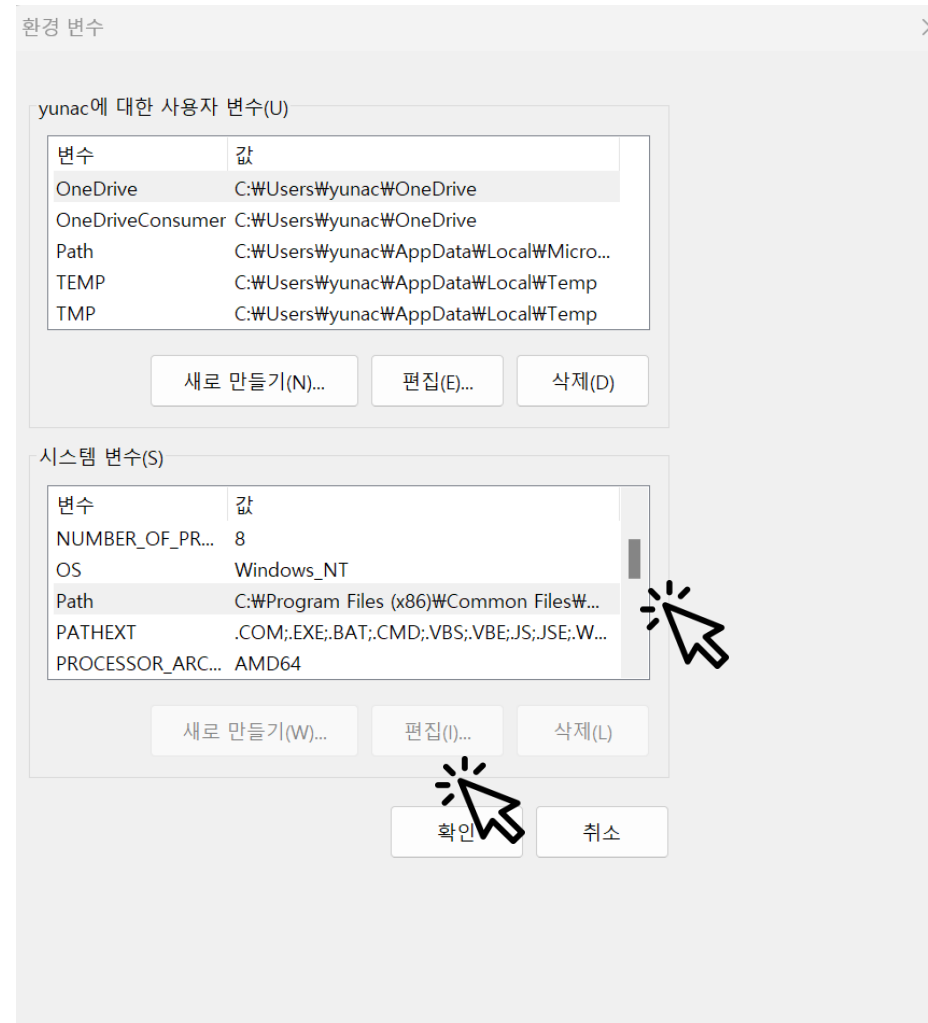 환경 변수
yunac에 대한 사용자 변수(U)
변수 값
OneDrive C:₩Users₩yunac₩OneDrive
OneDriveConsumer C:₩Users₩yunac₩OneDrive
Path C:₩Users₩yunac₩AppData₩Local₩Micro...
TEMP C:₩Users₩yunac₩AppData₩Local₩Temp
TMP C:₩Users₩yunac₩AppData₩Local₩Temp
새로 만들기(N)... 편집(E)... 삭제(D)
시스템 변수(S)
변수 값
NUMBER_OF_PR... 8
OS Windows_NT
Path C:₩Program Files (x86)₩Common Files₩...
PATHEXT .COM;.EXE;.BAT;.CMD;.VBS;.VBE;.JS;.JSE;.W...
PROCESSOR_ARC... AMD64
새로 만들기(W)... 편집(I)... 삭제(L)
확인 취소